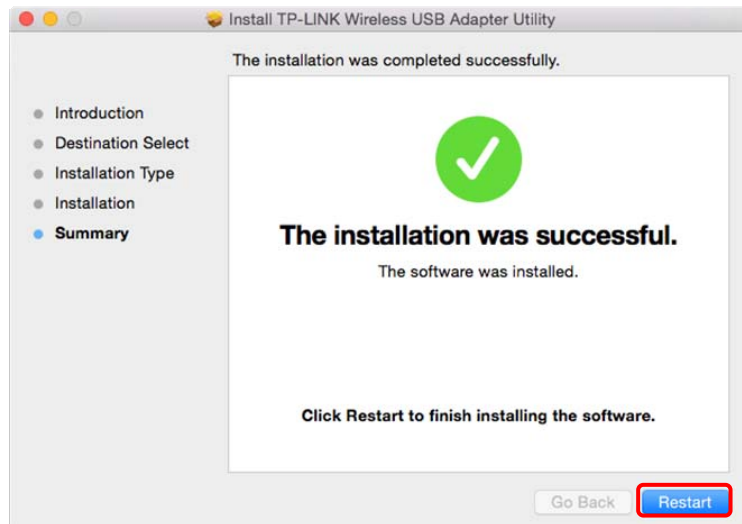 Install TP-LINK Wireless USB Adapter Utility
The installation was completed successfully.
Introduction
Destination Select
Installation Type
Installation
Summary
The installation was successful.
The software was installed.
Click Restart to finish installing the software.
Go Back
Restart